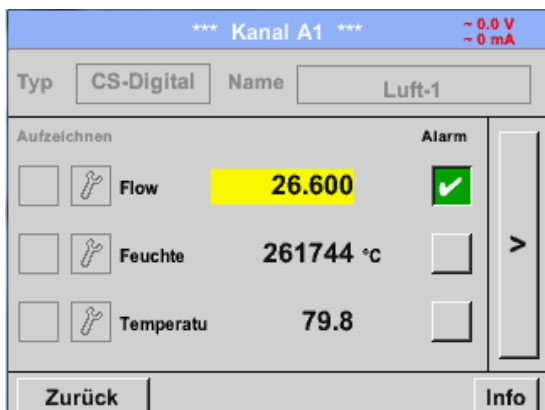 *** Kanal A1 ***
~ 0.0 V
~ 0 mA
Typ CS-Digital Name Luft-1
Aufzeichnen Alarm
Flow 26.600
Feuchte 261744 °C
Temperatu 79.8
>
Zurück Info